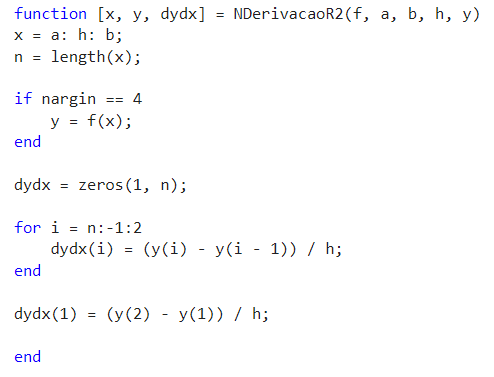 function [x, y, dydx] = NDerivacaoR2(f, a, b, h, y)
x = a: h: b;
n = length(x);
if nargin == 4
y = f(x);
end
dydx = zeros(1, n);
for i = n:-1:2
dydx(i) = (y(i) - y(i - 1)) / h;
end
dydx(1) = (y(2) - y(1)) / h;
end